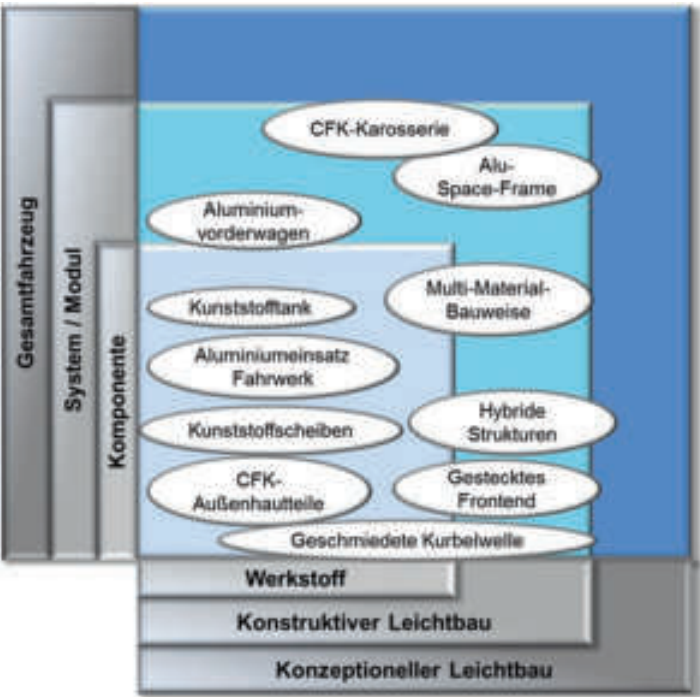 Gesamtfahrzeug
System / Modul
Komponente
CFK-Karosserie
Alu-
Space-Frame
Aluminium-
vorderwagen
Kunststofftank
Multi-Material-
Bauweise
Aluminiumeinsatz
Fahrwerk
Kunststoffscheiben
Hybride
Strukturen
CFK-
Außenhautteile
Gestecktes
Frontend
Geschmiedete Kurbelwelle
Werkstoff
Konstruktiver Leichtbau
Konzeptioneller Leichtbau